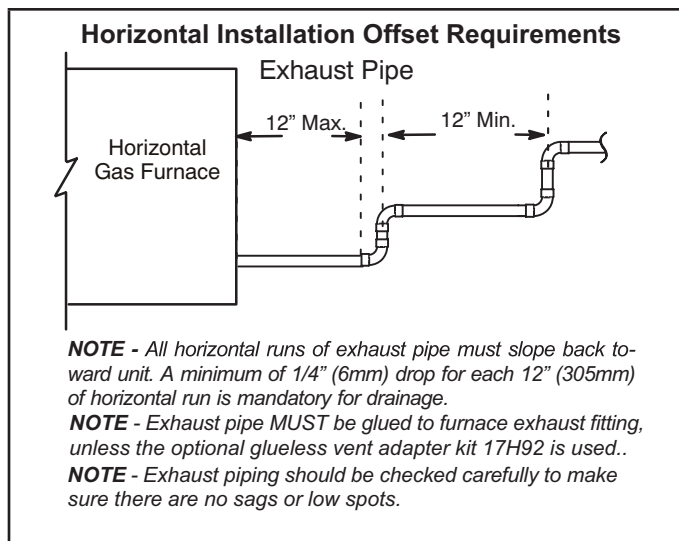 Horizontal Installation Offset Requirements
Exhaust Pipe
12” Max.
12” Min.
Horizontal
Gas Furnace
NOTE - All horizontal runs of exhaust pipe must slope back to-
ward unit. A minimum of 1/4” (6mm) drop for each 12” (305mm)
of horizontal run is mandatory for drainage.
NOTE - Exhaust pipe MUST be glued to furnace exhaust fitting,
unless the optional glueless vent adapter kit 17H92 is used..
NOTE - Exhaust piping should be checked carefully to make
sure there are no sags or low spots.